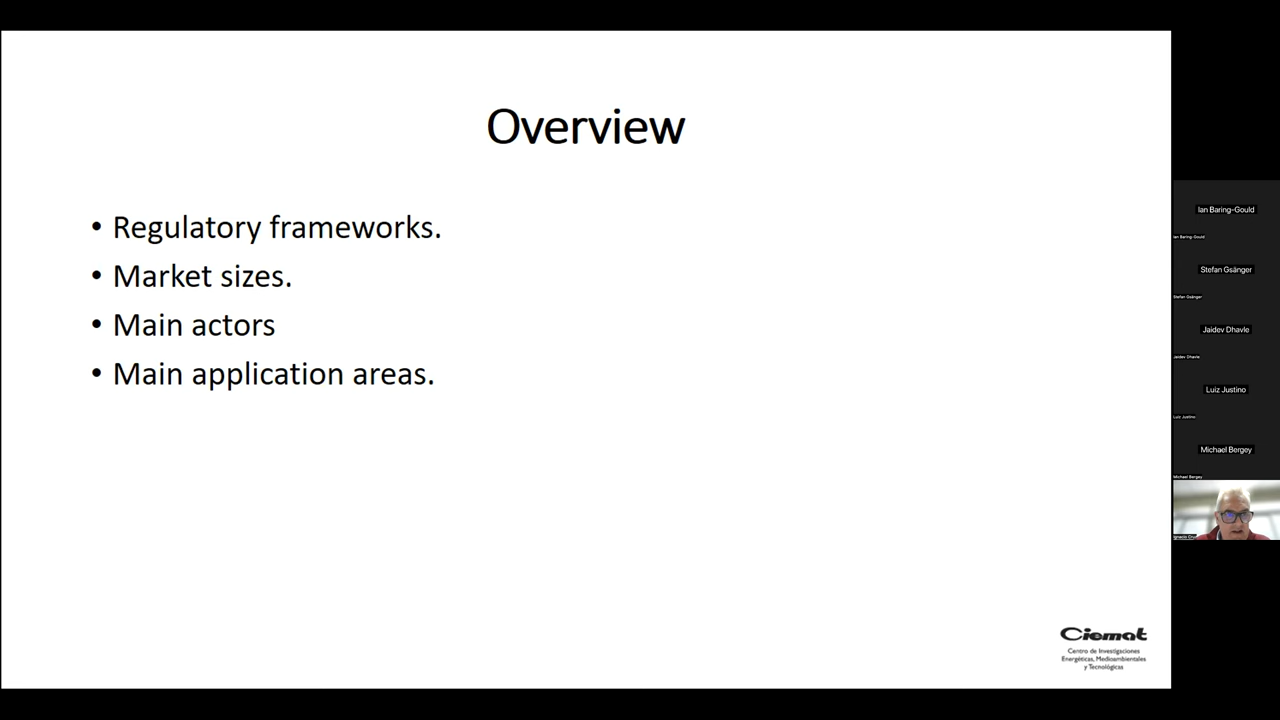 Overview
• Regulatory frameworks.
• Market sizes.
• Main actors
• Main application areas.
Ciemat
Centro de Investigaciones
Energéticas, Medioambientales
y Tecnológicas
Ian Baring-Gould
Ian Baring-Gould
Stefan Gsänger
Stefan Gsänger
Jaidev Dhavle
Jaidev Dhavle
Luiz Justino
Luiz Justino
Michael Bergey
Michael Bergey
Ignacio Cruz